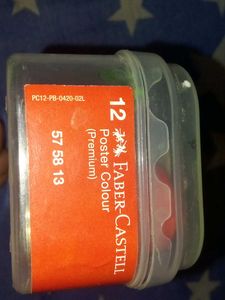 PC12-PB-0420-02L
12 FABER-CASTELL
Poster Colour
(Premium)
57 58 13